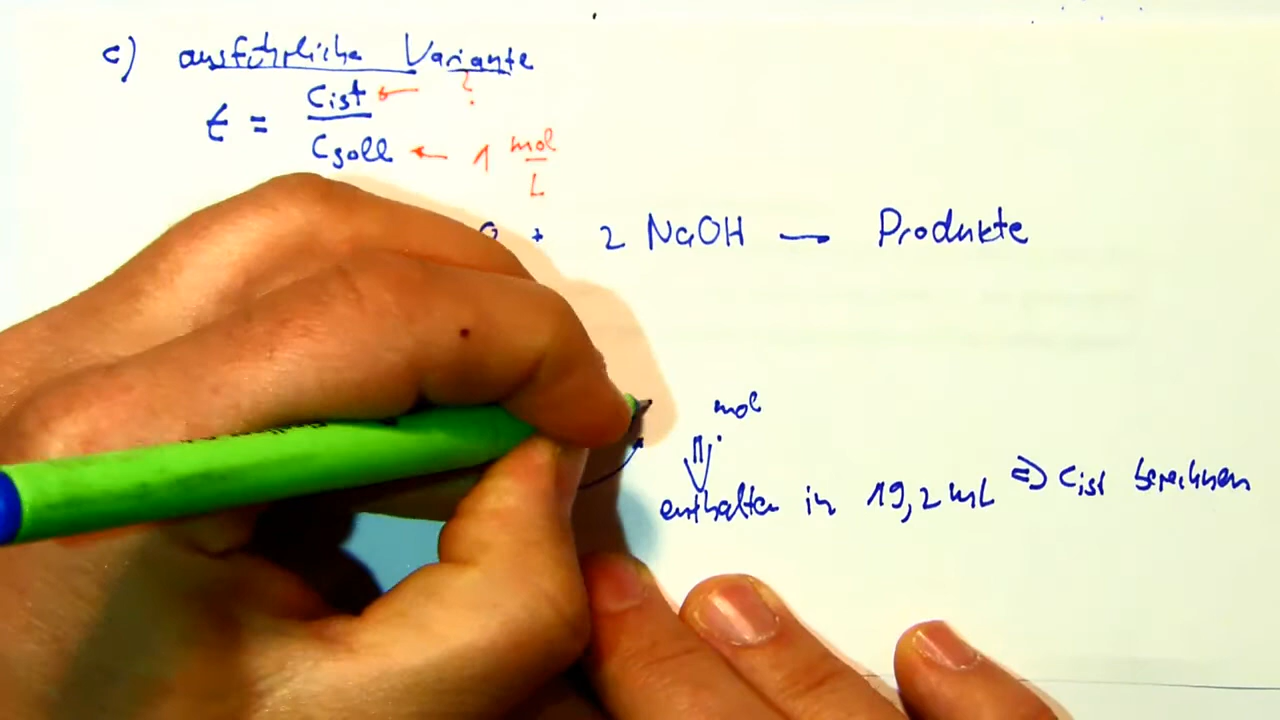 c) ausführliche Variante
t = Cist ← ?
Csoll ← 1 mol
L
+ 2 NaOH → Produkte
mol
enthalten in 19,2 mL ⇒ Cist berechnen